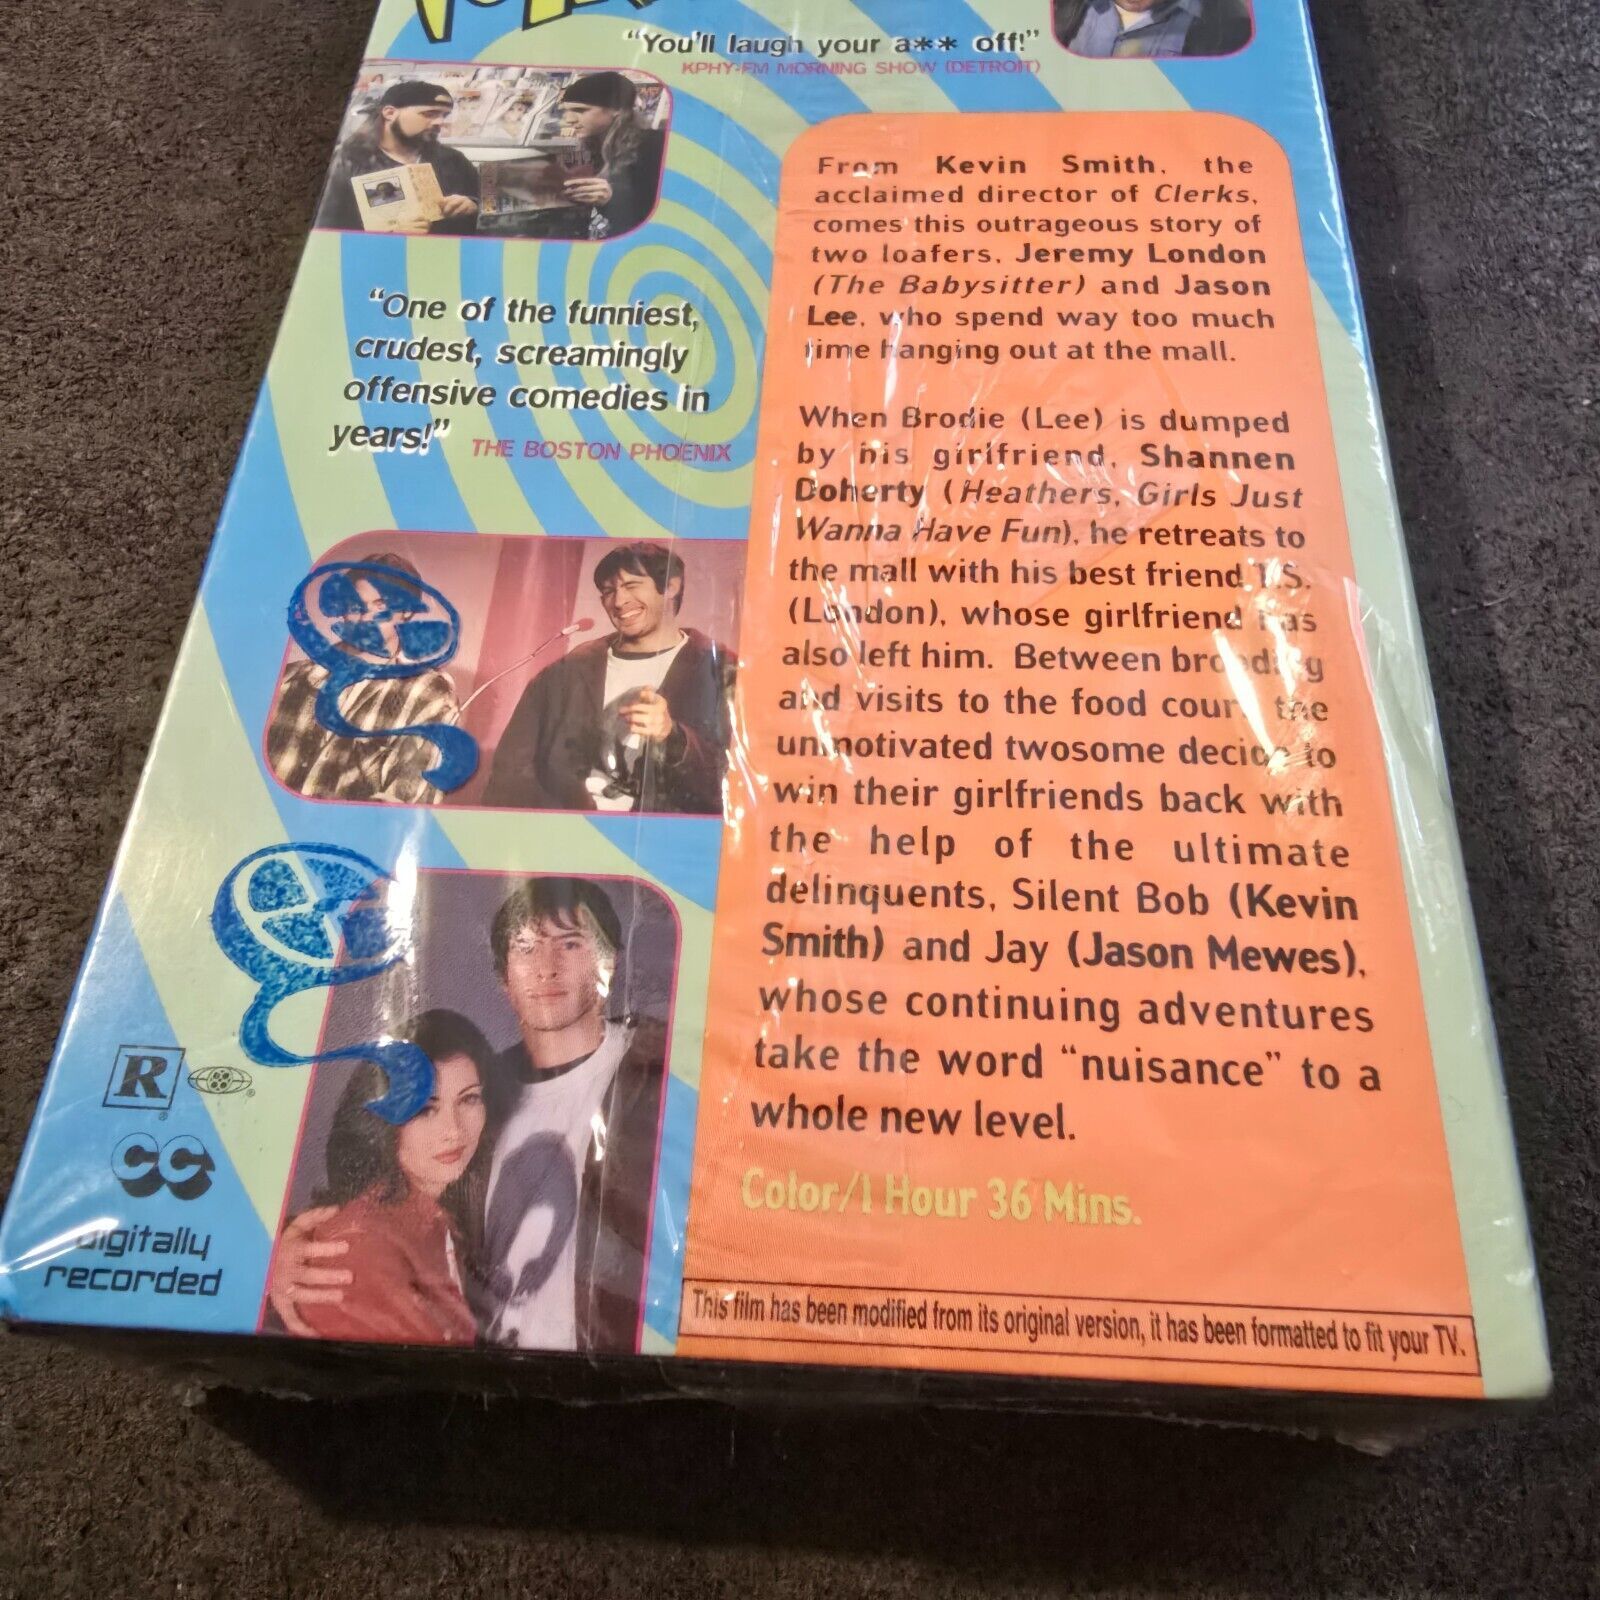 "You'll laugh your a** off!"
KPHY-FM MORNING SHOW (DETROIT)
"One of the funniest,
crudest, screamingly
offensive comedies in
years!" THE BOSTON PHOENIX
From Kevin Smith, the
acclaimed director of Clerks,
comes this outrageous story of
two loafers, Jeremy London
(The Babysitter) and Jason
Lee, who spend way too much
time hanging out at the mall.
When Brodie (Lee) is dumped
by his girlfriend, Shannen
Doherty (Heathers, Girls Just
Wanna Have Fun), he retreats to
the mall with his best friend T.S.
(London), whose girlfriend has
also left him. Between brooding
and visits to the food court, the
unmotivated twosome decide to
win their girlfriends back with
the help of the ultimate
delinquents, Silent Bob (Kevin
Smith) and Jay (Jason Mewes),
whose continuing adventures
take the word "nuisance" to a
whole new level.
Color/1 Hour 36 Mins.
This film has been modified from its original version, it has been formatted to fit your TV.
R
CC
digitally
recorded